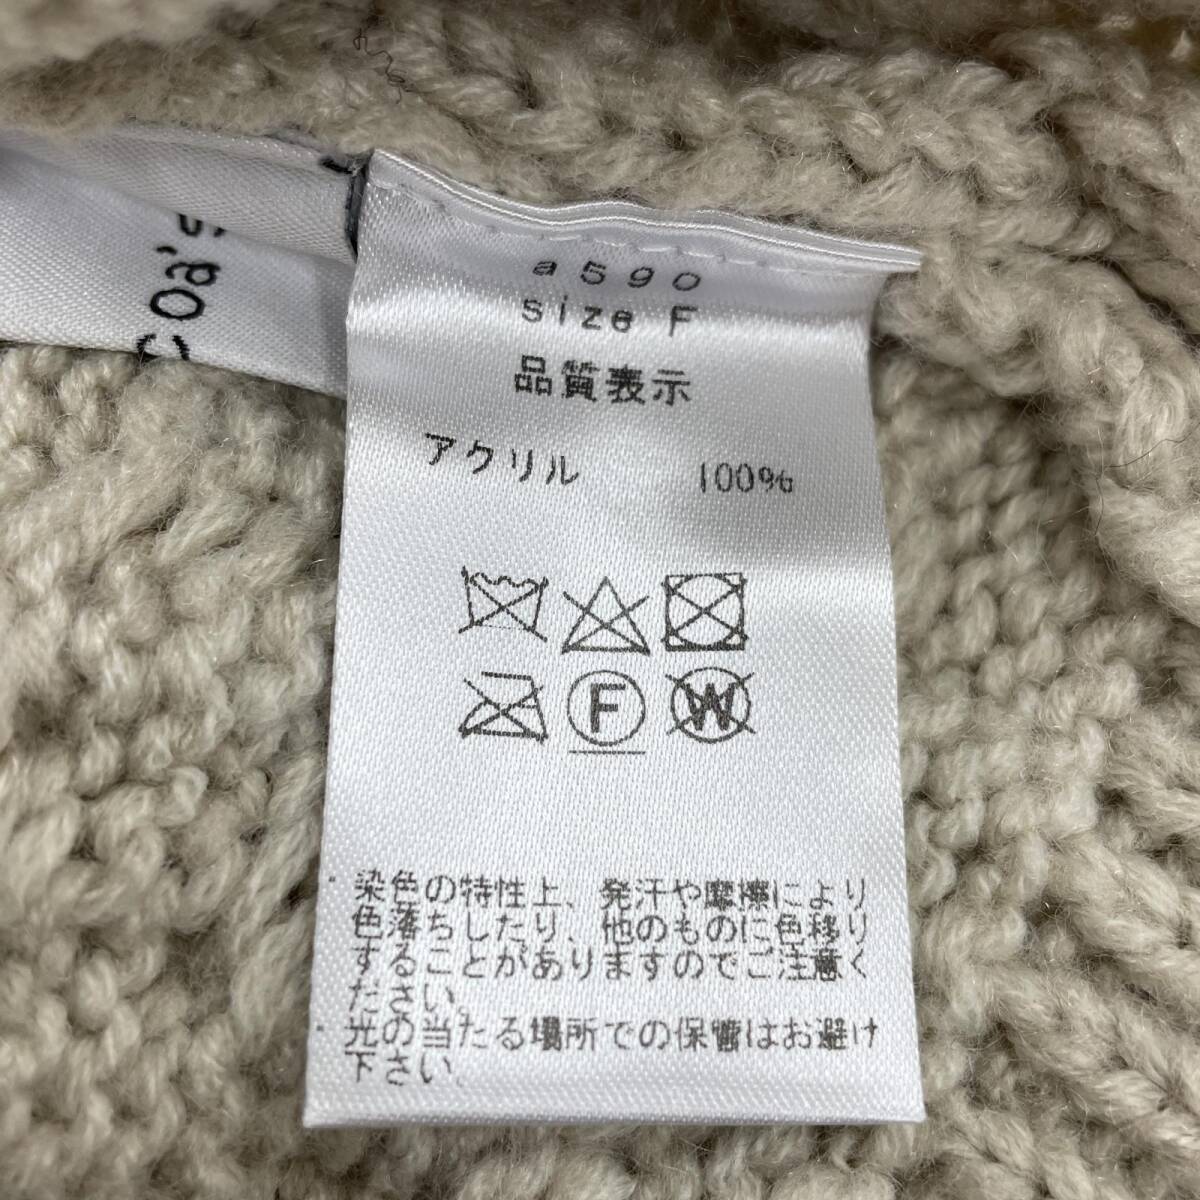 coa's
a590
size F
品質表示
アクリル 100%
F
W
・染色の特性上、発汗や摩擦により
色落ちしたり、他のものに色移り
することがありますのでご注意く
ださい。
・光の当たる場所での保管はお避け
下さい。